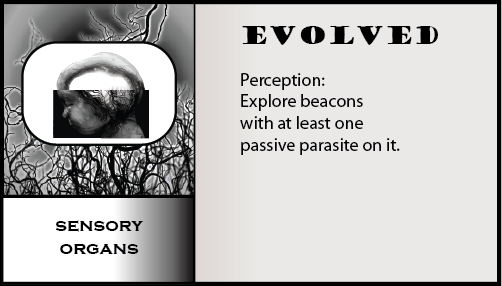 EVOLVED
Perception:
Explore beacons
with at least one
passive parasite on it.
SENSORY
ORGANS